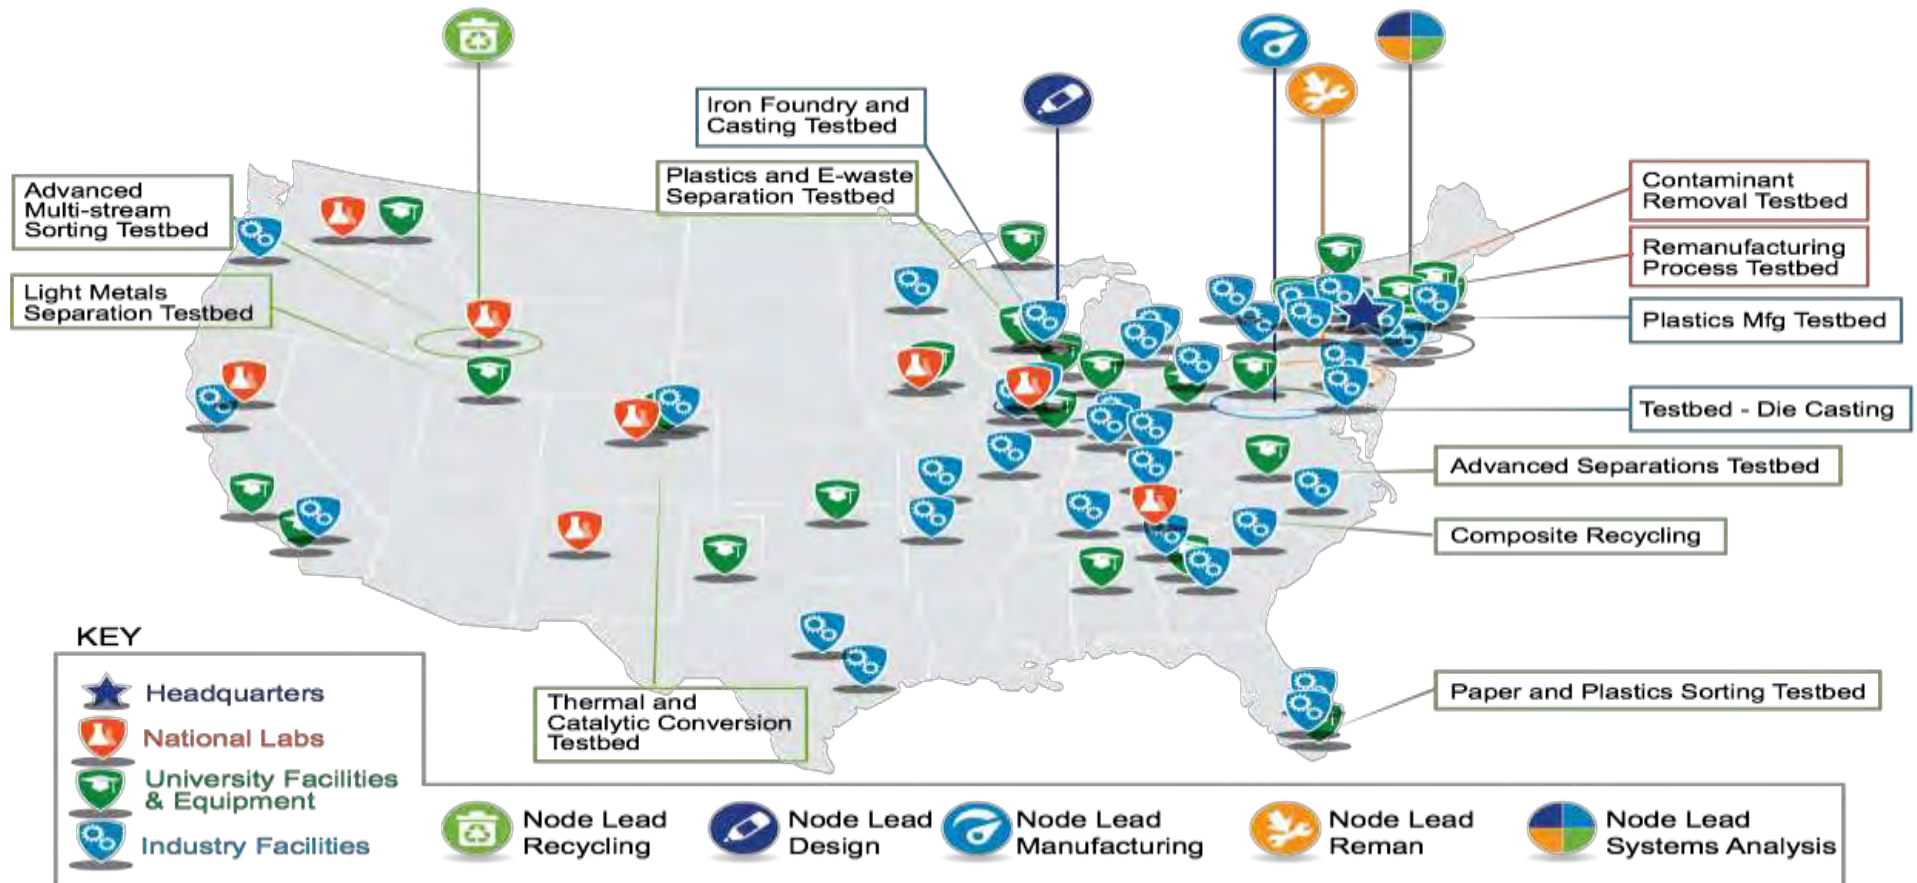 Iron Foundry and
Casting Testbed
Plastics and E-waste
Separation Testbed
Advanced
Multi-stream
Sorting Testbed
Light Metals
Separation Testbed
Contaminant
Removal Testbed
Remanufacturing
Process Testbed
Plastics Mfg Testbed
Testbed - Die Casting
Advanced Separations Testbed
Composite Recycling
Paper and Plastics Sorting Testbed
Thermal and
Catalytic Conversion
Testbed
KEY
Headquarters
National Labs
University Facilities
& Equipment
Industry Facilities
Node Lead
Recycling
Node Lead
Design
Node Lead
Manufacturing
Node Lead
Reman
Node Lead
Systems Analysis